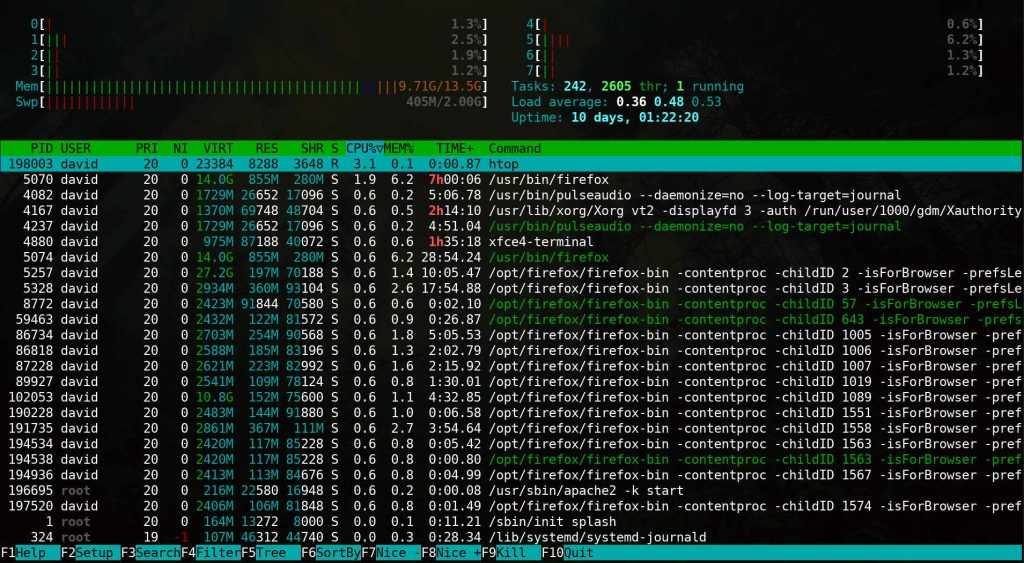 0[| 1.3%]
1[||| 2.5%]
2[|| 1.9%]
3[|| 1.2%]
Mem[||||||||||||||||||||||||||||||||||||||||||||||||9.71G/13.5G]
Swp[|||||||||||| 405M/2.00G]
4[| 0.6%]
5[|||| 6.2%]
6[|| 1.3%]
7[|| 1.2%]
Tasks: 242, 2605 thr; 1 running
Load average: 0.36 0.48 0.53
Uptime: 10 days, 01:22:20
PID USER PRI NI VIRT RES SHR S CPU%▽MEM% TIME+ Command
198003 david 20 0 23384 8288 3648 R 3.1 0.1 0:00.87 htop
5070 david 20 0 14.0G 855M 280M S 1.9 6.2 7h00:06 /usr/bin/firefox
4082 david 20 0 1729M 26652 17096 S 0.6 0.2 5:06.78 /usr/bin/pulseaudio --daemonize=no --log-target=journal
4167 david 20 0 1370M 69748 48704 S 0.6 0.5 2h14:10 /usr/lib/xorg/Xorg vt2 -displayfd 3 -auth /run/user/1000/gdm/Xauthority
4237 david 20 0 1729M 26652 17096 S 0.6 0.2 4:51.04 /usr/bin/pulseaudio --daemonize=no --log-target=journal
4880 david 20 0 975M 87188 40072 S 0.6 0.6 1h35:18 xfce4-terminal
5074 david 20 0 14.0G 855M 280M S 0.6 6.2 28:54.24 /usr/bin/firefox
5257 david 20 0 27.2G 197M 70188 S 0.6 1.4 10:05.47 /opt/firefox/firefox-bin -contentproc -childID 2 -isForBrowser -prefsLe
5328 david 20 0 2934M 360M 93104 S 0.6 2.6 17:54.88 /opt/firefox/firefox-bin -contentproc -childID 3 -isForBrowser -prefsLe
8772 david 20 0 2423M 91844 70580 S 0.6 0.6 0:02.10 /opt/firefox/firefox-bin -contentproc -childID 57 -isForBrowser -prefsL
59463 david 20 0 2432M 122M 81572 S 0.6 0.9 0:26.87 /opt/firefox/firefox-bin -contentproc -childID 643 -isForBrowser -prefs
86734 david 20 0 2703M 254M 90568 S 0.6 1.8 5:05.53 /opt/firefox/firefox-bin -contentproc -childID 1005 -isForBrowser -pref
86818 david 20 0 2588M 185M 83196 S 0.6 1.3 2:02.79 /opt/firefox/firefox-bin -contentproc -childID 1006 -isForBrowser -pref
87228 david 20 0 2621M 223M 82992 S 0.6 1.6 2:15.92 /opt/firefox/firefox-bin -contentproc -childID 1007 -isForBrowser -pref
89927 david 20 0 2541M 109M 78124 S 0.6 0.8 1:30.01 /opt/firefox/firefox-bin -contentproc -childID 1019 -isForBrowser -pref
102053 david 20 0 10.8G 152M 75600 S 0.6 1.1 4:32.85 /opt/firefox/firefox-bin -contentproc -childID 1089 -isForBrowser -pref
190228 david 20 0 2483M 144M 91880 S 0.6 1.0 0:06.58 /opt/firefox/firefox-bin -contentproc -childID 1551 -isForBrowser -pref
191735 david 20 0 2861M 367M 111M S 0.6 2.7 3:54.64 /opt/firefox/firefox-bin -contentproc -childID 1558 -isForBrowser -pref
194534 david 20 0 2420M 117M 85228 S 0.6 0.8 0:05.42 /opt/firefox/firefox-bin -contentproc -childID 1563 -isForBrowser -pref
194538 david 20 0 2420M 117M 85228 S 0.6 0.8 0:00.80 /opt/firefox/firefox-bin -contentproc -childID 1563 -isForBrowser -pref
194936 david 20 0 2413M 113M 84676 S 0.6 0.8 0:04.99 /opt/firefox/firefox-bin -contentproc -childID 1567 -isForBrowser -pref
196695 root 20 0 216M 22580 16948 S 0.6 0.2 0:00.08 /usr/sbin/apache2 -k start
197520 david 20 0 2406M 106M 81848 S 0.6 0.8 0:01.49 /opt/firefox/firefox-bin -contentproc -childID 1574 -isForBrowser -pref
1 root 20 0 164M 13272 8000 S 0.0 0.1 0:11.21 /sbin/init splash
324 root 19 -1 107M 46312 44740 S 0.0 0.3 0:28.34 /lib/systemd/systemd-journald
F1Help F2Setup F3SearchF4FilterF5Tree F6SortByF7Nice -F8Nice +F9Kill F10Quit